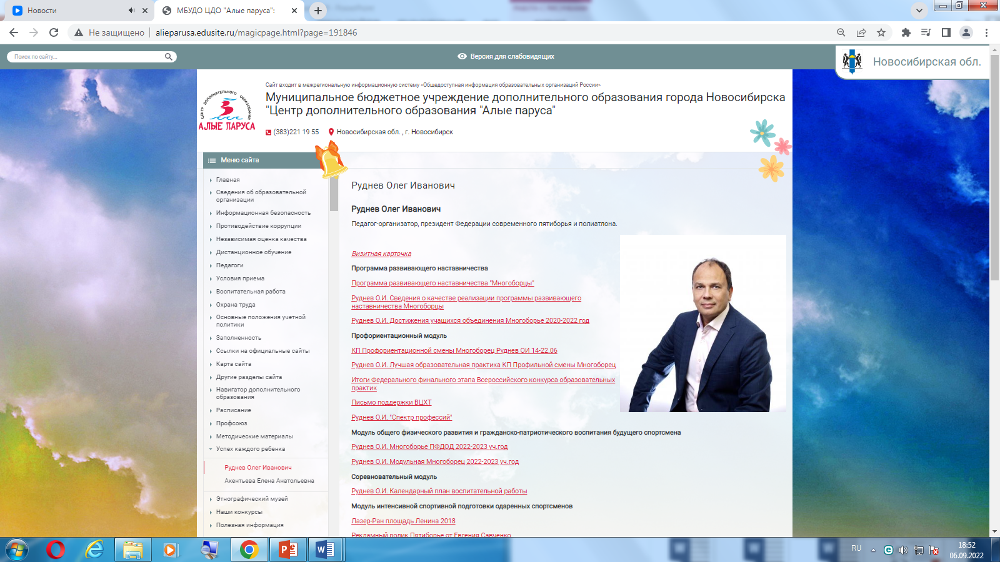 Новости
МБУДО ЦДО "Алые паруса":
Не защищено
alieparusa.edusite.ru/magicpage.html?page=191846
Поиск по сайту...
Версия для слабовидящих
Новосибирская обл.
ЦЕНТР ДОПОЛНИТЕЛЬНОГО ОБРАЗОВАНИЯ
АЛЫЕ ПАРУСА
Сайт входит в межрегиональную информационную систему «Общедоступная информация образовательных организаций России»
Муниципальное бюджетное учреждение дополнительного образования города Новосибирска
"Центр дополнительного образования "Алые паруса"
(383)221 19 55
Новосибирская обл. , г. Новосибирск
Меню сайта
Главная
Сведения об образовательной
организации
Информационная безопасность
Противодействие коррупции
Независимая оценка качества
Дистанционное обучение
Педагоги
Условия приема
Воспитательная работа
Охрана труда
Основные положения учетной
политики
Заполненность
Ссылки на официальные сайты
Карта сайта
Другие разделы сайта
Навигатор дополнительного
образования
Расписание
Профсоюз
Методические материалы
Успех каждого ребенка
Руднев Олег Иванович
Акентьева Елена Анатольевна
Этнографический музей
Наши конкурсы
Полезная информация
Руднев Олег Иванович
Руднев Олег Иванович
Педагог-организатор, президент Федерации современного пятиборья и полиатлона.
Визитная карточка
Программа развивающего наставничества
Программа развивающего наставничества "Многоборцы"
Руднев О.И. Сведения о качестве реализации программы развивающего
наставничества Многоборцы
Руднев О.И. Достижения учащихся объединения Многоборье 2020-2022 год
Профориентационный модуль
КП Профориентационной смены Многоборец Руднев ОИ 14-22.06
Руднев О.И. Лучшая образовательная практика КП Профильной смены Многоборец
Итоги Федерального финального этапа Всероссийского конкурса образовательных
практик
Письмо поддержки ВЦХТ
Руднев О.И. "Спектр профессий"
Модуль общего физического развития и гражданско-патриотического воспитания будущего спортсмена
Руднев О.И. Многоборье ПФДОД 2022-2023 уч.год
Руднев О.И. Модульная Многоборец 2022-2023 уч.год
Соревновательный модуль
Руднев О.И. Календарный план воспитательной работы
Модуль интенсивной спортивной подготовки одаренных спортсменов
Лазер-Ран площадь Ленина 2018
Рекламный ролик Пятиборье от Евгения Савченко
RU
18:52
06.09.2022